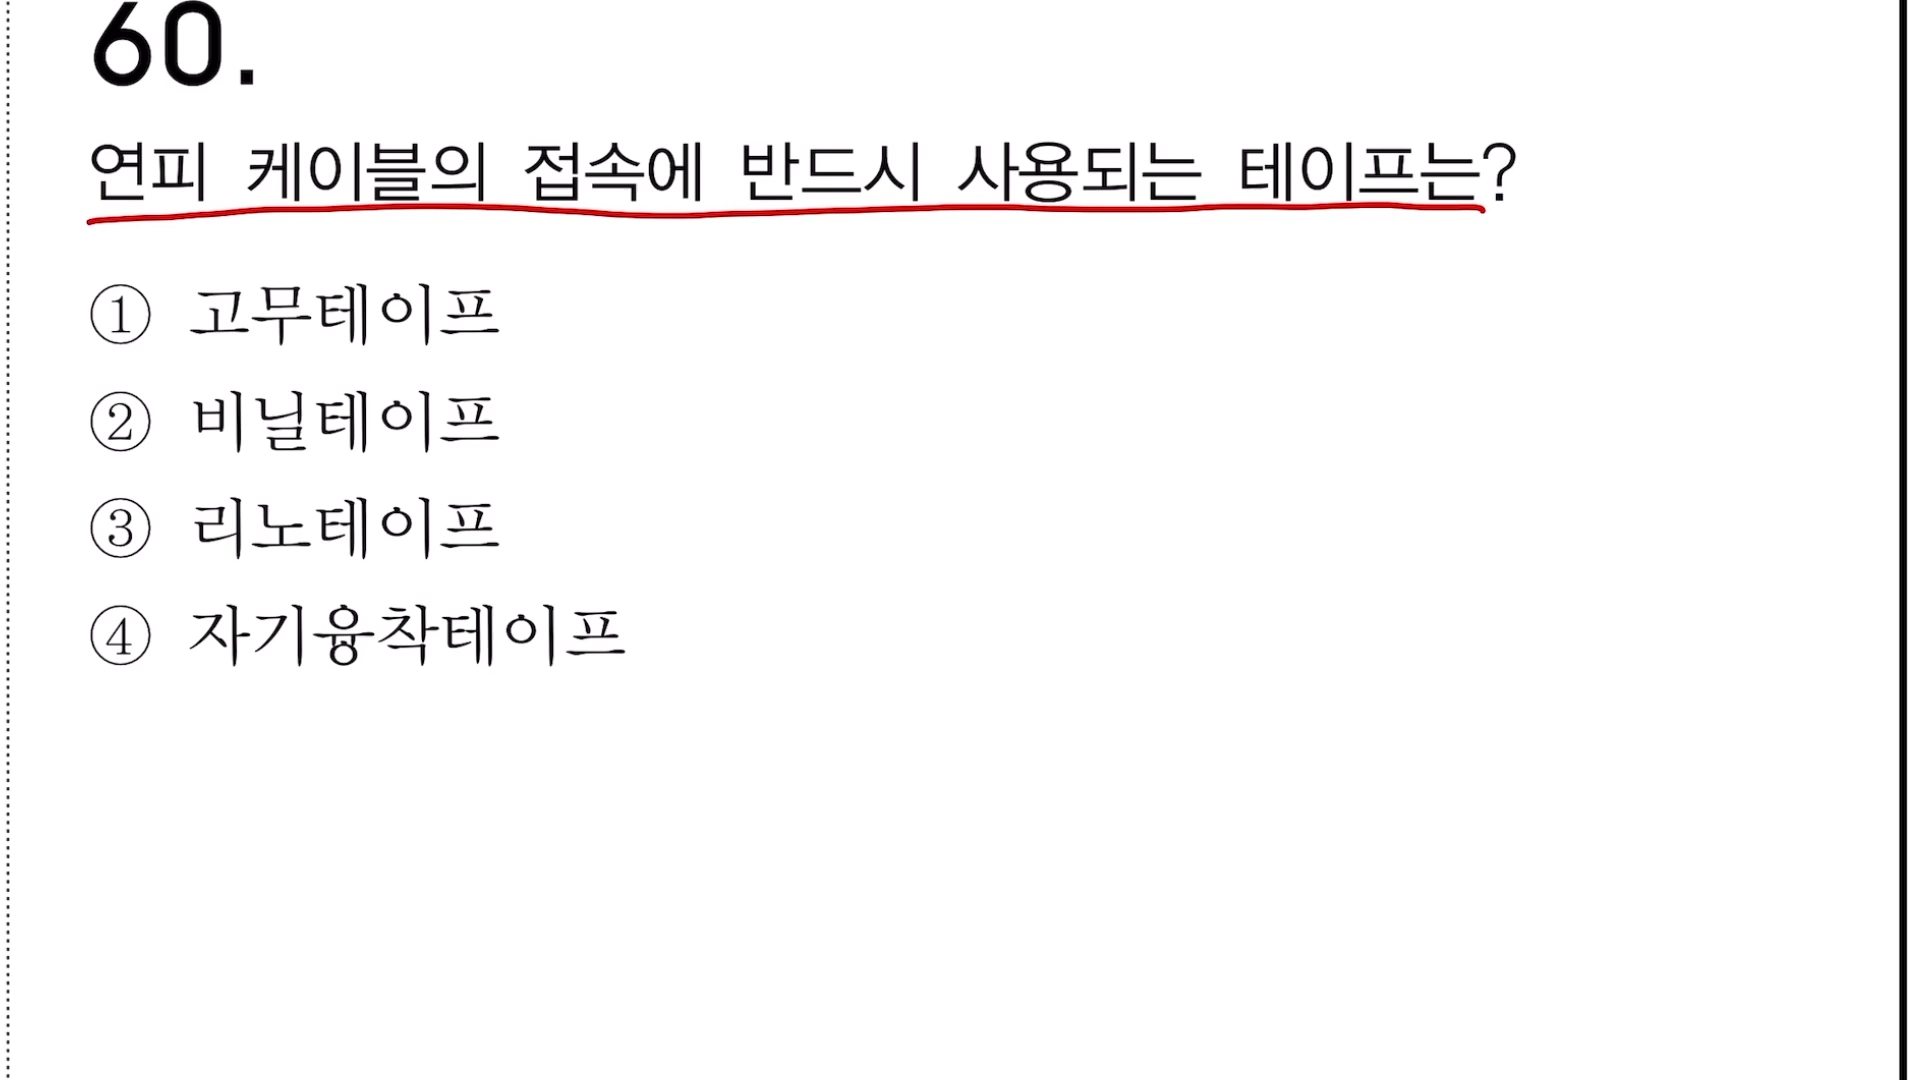 60.
연피 케이블의 접속에 반드시 사용되는 테이프는?
① 고무테이프
② 비닐테이프
③ 리노테이프
④ 자기융착테이프